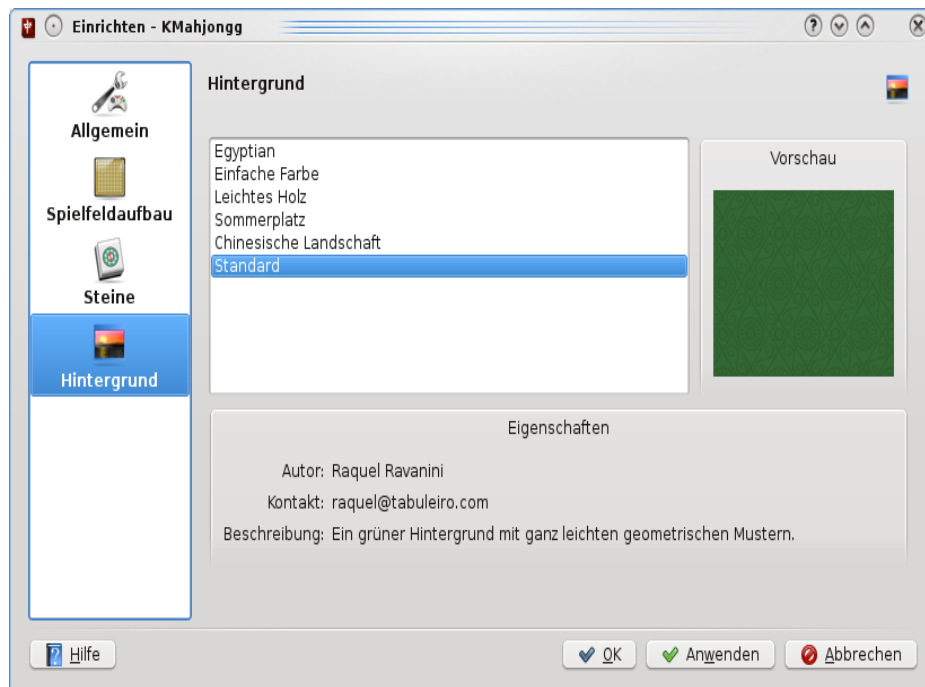 Einrichten - KMahjongg
Allgemein
Spielfeldaufbau
Steine
Hintergrund
Hintergrund
Egyptian
Einfache Farbe
Leichtes Holz
Sommerplatz
Chinesische Landschaft
Standard
Vorschau
Eigenschaften
Autor: Raquel Ravanini
Kontakt: raquel@tabuleiro.com
Beschreibung: Ein grüner Hintergrund mit ganz leichten geometrischen Mustern.
Hilfe
OK
Anwenden
Abbrechen